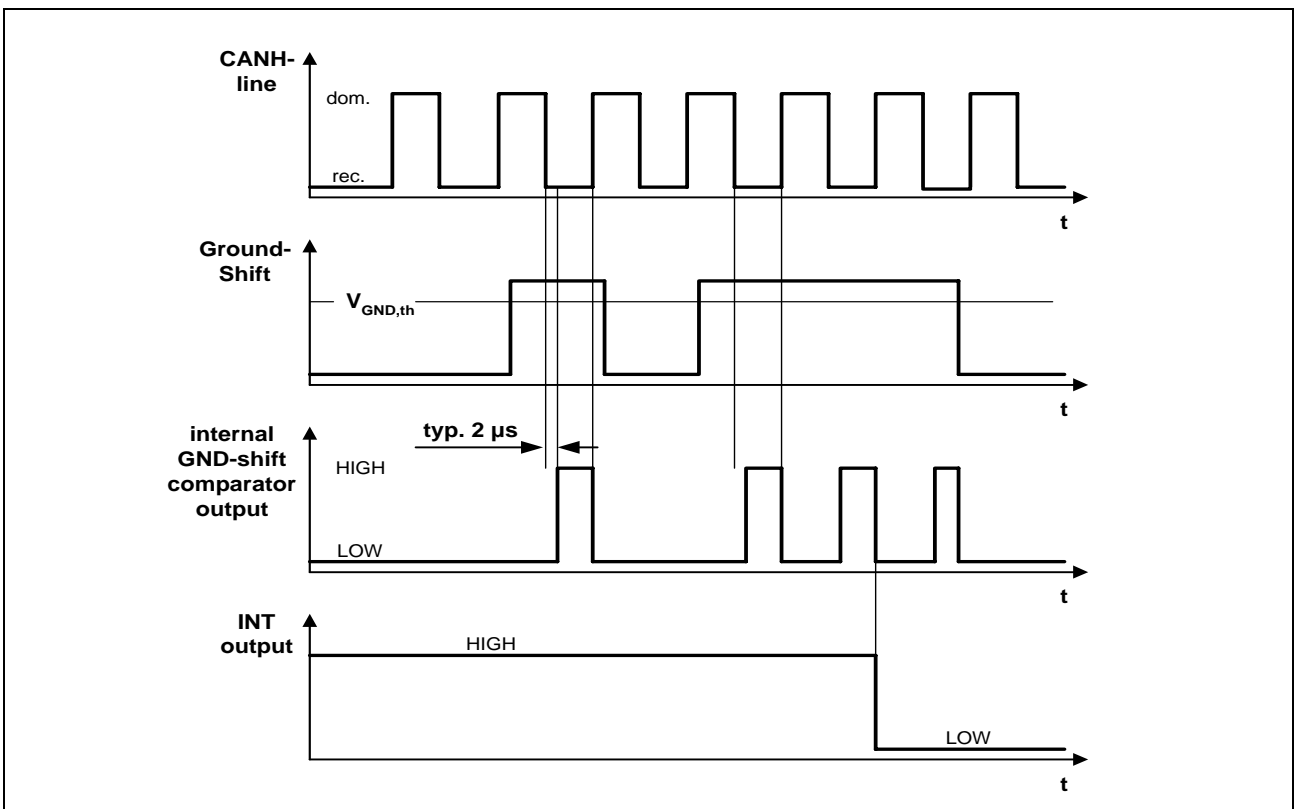 CANH-
line
dom.
rec.
t
Ground-
Shift
V_GND,th
t
typ. 2 µs
internal
GND-shift
comparator
output
HIGH
LOW
t
INT
output
HIGH
LOW
t